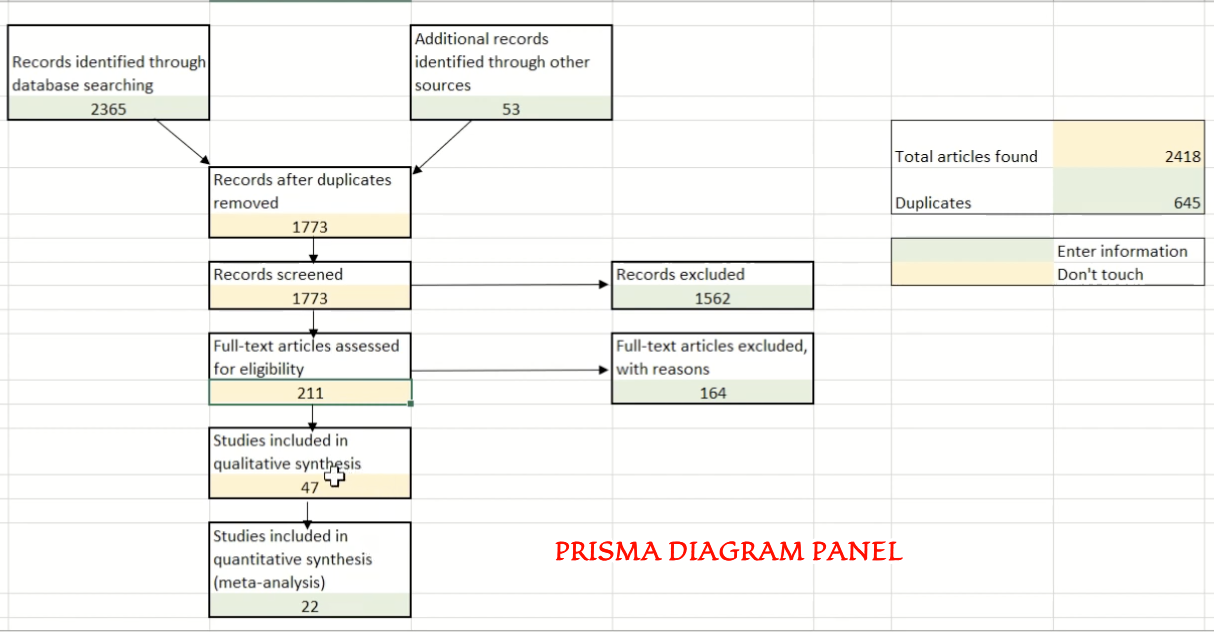 Records identified through
database searching
2365
Additional records
identified through other
sources
53
Records after duplicates
removed
1773
Records screened
1773
Records excluded
1562
Full-text articles assessed
for eligibility
211
Full-text articles excluded,
with reasons
164
Studies included in
qualitative synthesis
47
Studies included in
quantitative synthesis
(meta-analysis)
22
Total articles found
2418
Duplicates
645
Enter information
Don't touch
PRISMA DIAGRAM PANEL